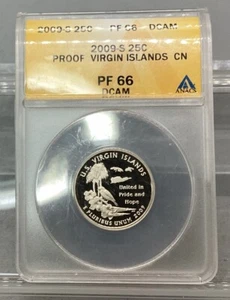 2009-S 25C PF 66 DCAM
2009-S 25C
PROOF VIRGIN ISLANDS CN
PF 66
DCAM
ANACS
U.S. VIRGIN ISLANDS
United in
Pride and
Hope
E PLURIBUS UNUM 2009